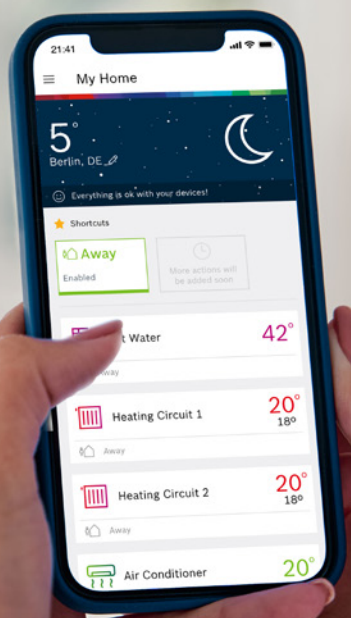 21:41
My Home
5°
Berlin, DE
Everything is ok with your devices!
Shortcuts
Away
Enabled
More actions will
be added soon
Water
42°
Away
Heating Circuit 1
20°
18°
Away
Heating Circuit 2
20°
18°
Away
Air Conditioner
20°